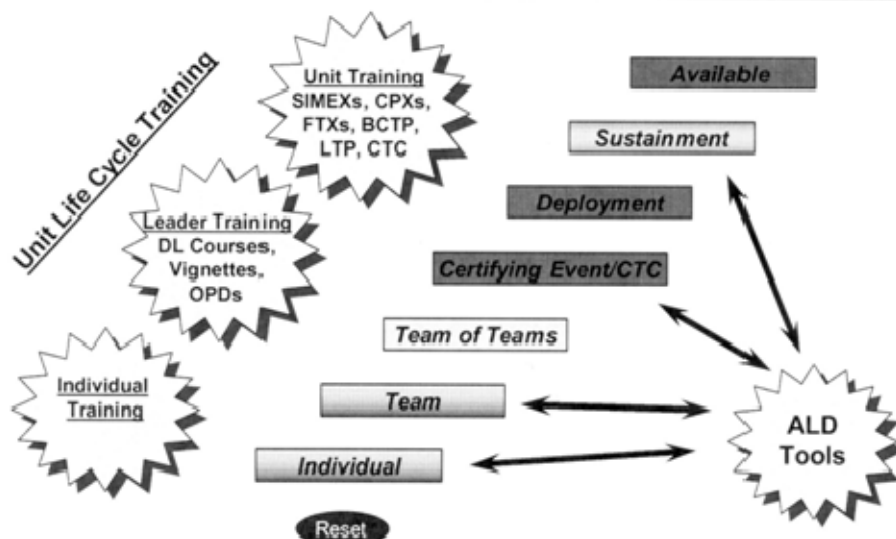 Unit Life Cycle Training
Unit Training
SIMEXs, CPXs,
FTXs, BCTP,
LTP, CTC
Leader Training
DL Courses,
Vignettes,
OPDs
Individual
Training
Available
Sustainment
Deployment
Certifying Event/CTC
Team of Teams
Team
Individual
Reset
ALD
Tools